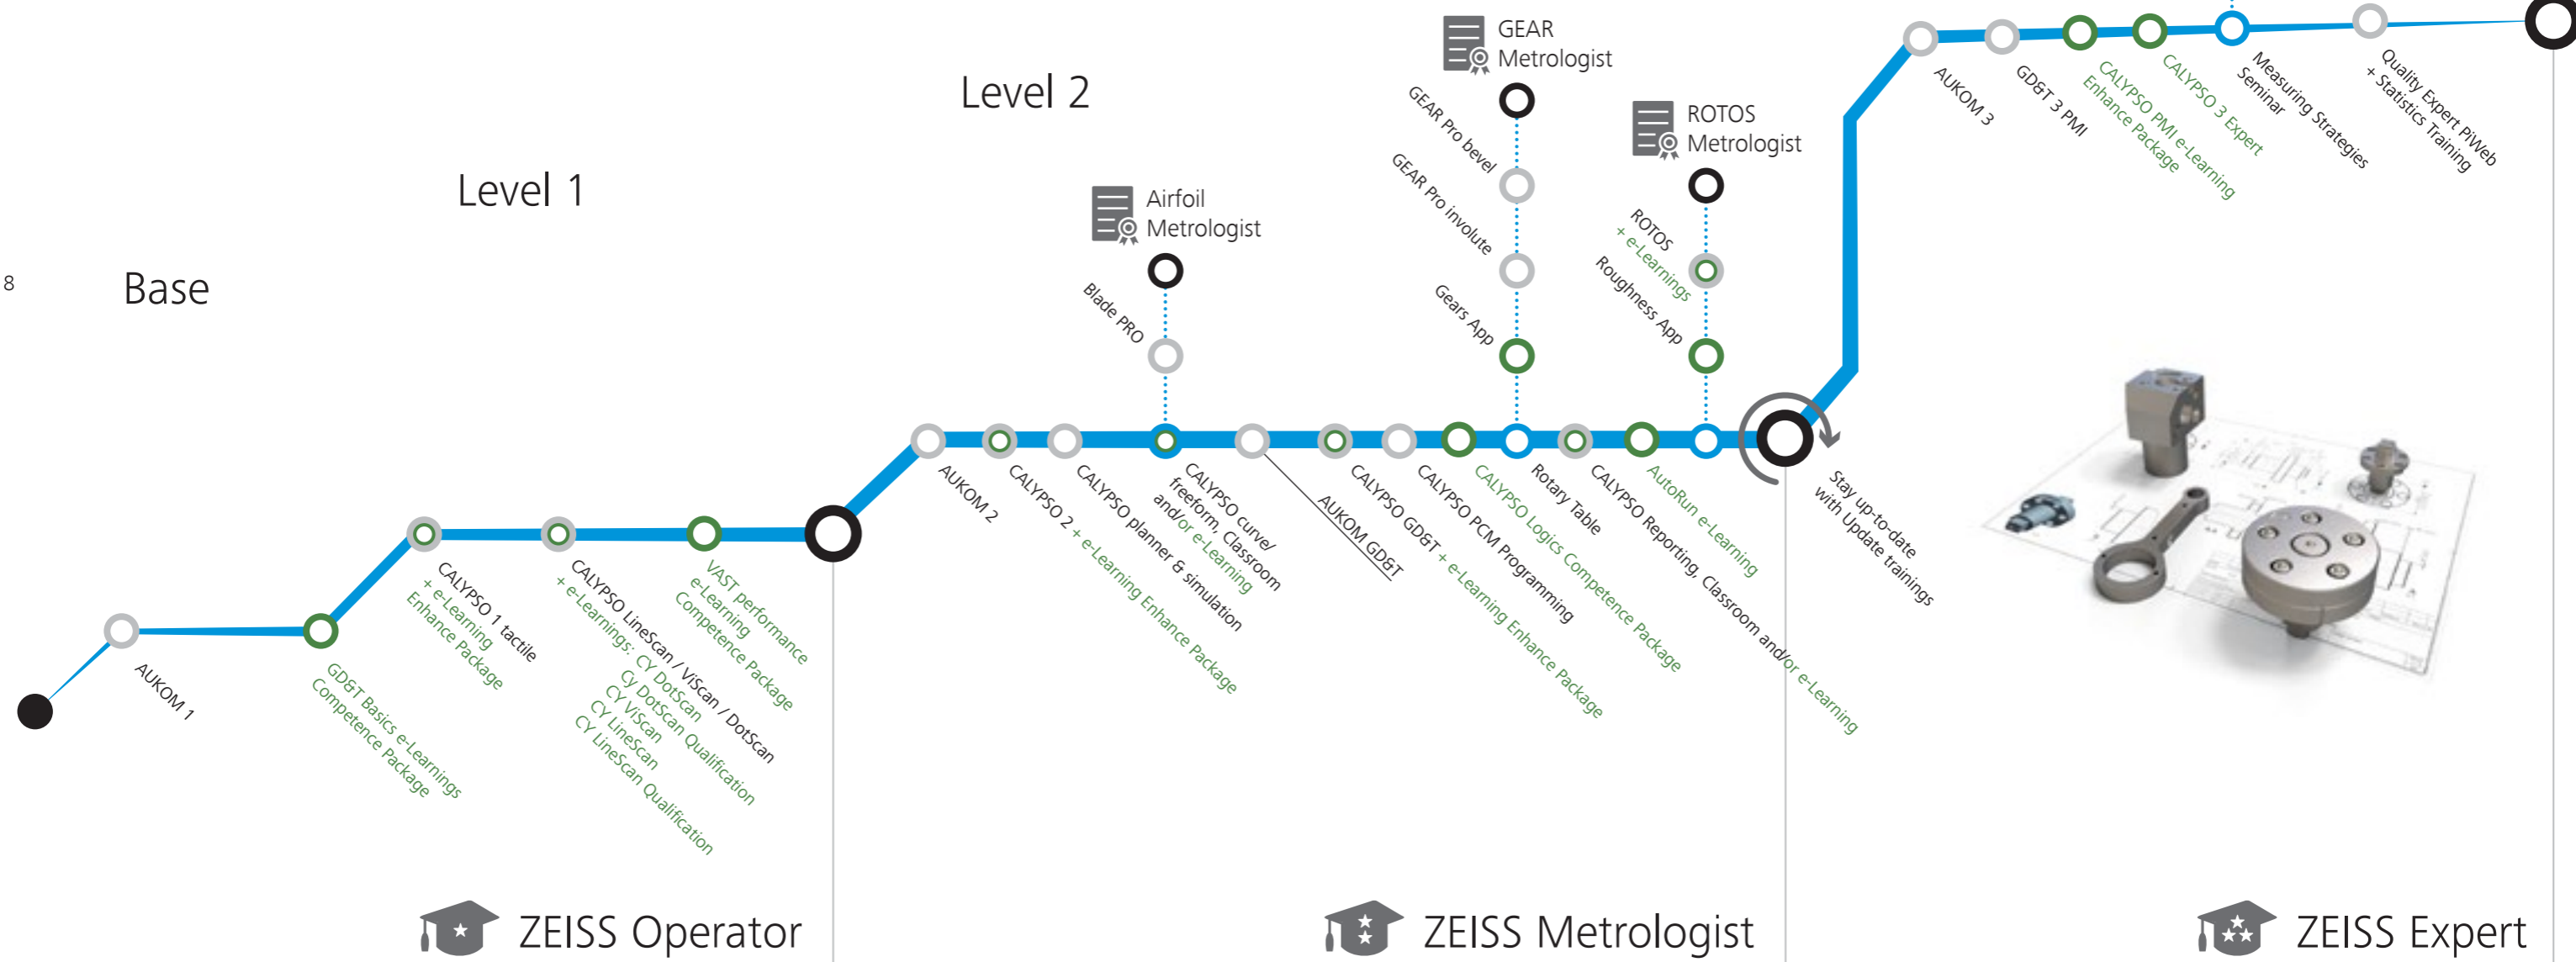 8
Base
Level 1
Level 2
Airfoil
Metrologist
Blade PRO
GEAR
Metrologist
GEAR Pro bevel
GEAR Pro involute
Gears App
ROTOS
Metrologist
ROTOS
+ e-Learnings
Roughness App
AUKOM 1
GD&T Basics e-Learnings
Competence Package
CALYPSO 1 tactile
+ e-Learning
Enhance Package
CALYPSO LineScan / ViScan / DotScan
+ e-Learnings: CY DotScan
Cy DotScan Qualification
CY ViScan
CY LineScan
CY LineScan Qualification
VAST performance
e-Learning
Competence Package
AUKOM 2
CALYPSO 2 + e-Learning Enhance Package
CALYPSO planner & simulation
CALYPSO curve/
freeform, Classroom
and/or e-Learning
AUKOM GD&T
CALYPSO GD&T + e-Learning Enhance Package
CALYPSO PCM Programming
CALYPSO Logics Competence Package
Rotary Table
CALYPSO Reporting, Classroom and/or e-Learning
AutoRun e-Learning
Stay up-to-date
with Update trainings
AUKOM 3
GD&T 3 PMI
CALYPSO PMI e-Learning
Enhance Package
CALYPSO 3 Expert
Measuring Strategies
Seminar
Quality Expert PiWeb
+ Statistics Training
ZEISS Operator
ZEISS Metrologist
ZEISS Expert